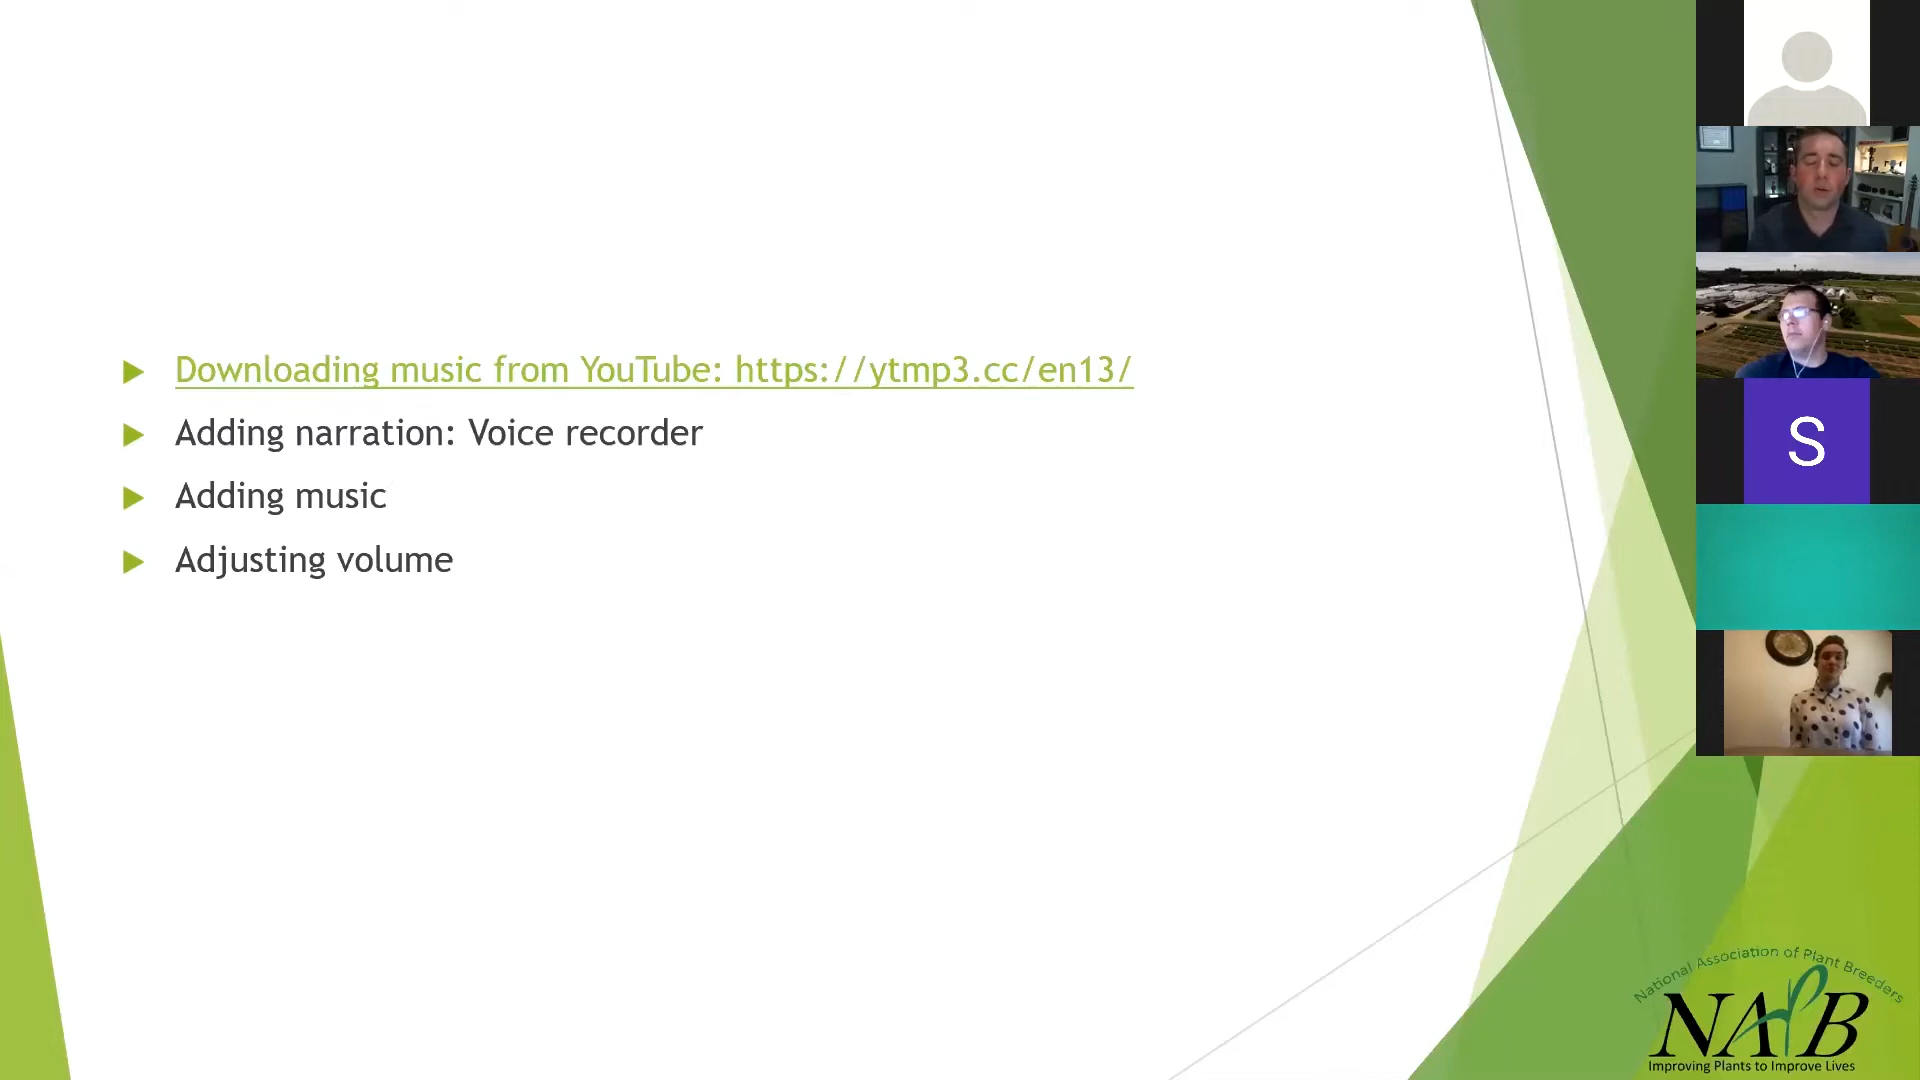 Downloading music from YouTube: https://ytmp3.cc/en13/
Adding narration: Voice recorder
Adding music
Adjusting volume
S
National Association of Plant Breeders
NAPB
Improving Plants to Improve Lives